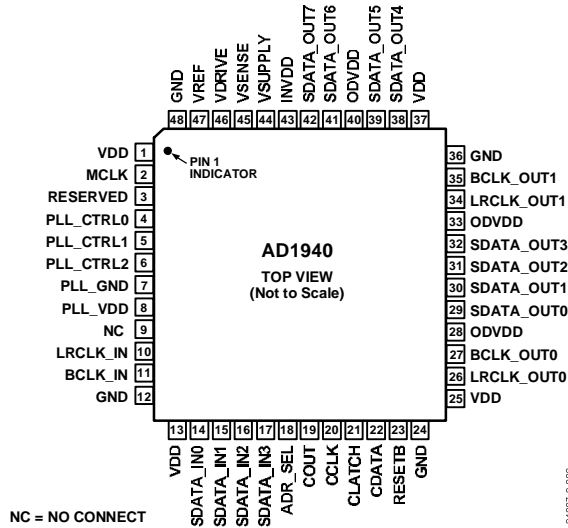 GND
VREF
VDRIVE
VSENSE
VSUPPLY
INVDD
SDATA_OUT7
SDATA_OUT6
ODVDD
SDATA_OUT5
SDATA_OUT4
VDD
48 47 46 45 44 43 42 41 40 39 38 37
VDD 1
MCLK 2
RESERVED 3
PLL_CTRL0 4
PLL_CTRL1 5
PLL_CTRL2 6
PLL_GND 7
PLL_VDD 8
NC 9
LRCLK_IN 10
BCLK_IN 11
GND 12
PIN 1
INDICATOR
AD1940
TOP VIEW
(Not to Scale)
36 GND
35 BCLK_OUT1
34 LRCLK_OUT1
33 ODVDD
32 SDATA_OUT3
31 SDATA_OUT2
30 SDATA_OUT1
29 SDATA_OUT0
28 ODVDD
27 BCLK_OUT0
26 LRCLK_OUT0
25 VDD
13 14 15 16 17 18 19 20 21 22 23 24
VDD
SDATA_IN0
SDATA_IN1
SDATA_IN2
SDATA_IN3
ADR_SEL
COUT
CCLK
CLATCH
CDATA
RESETB
GND
NC = NO CONNECT